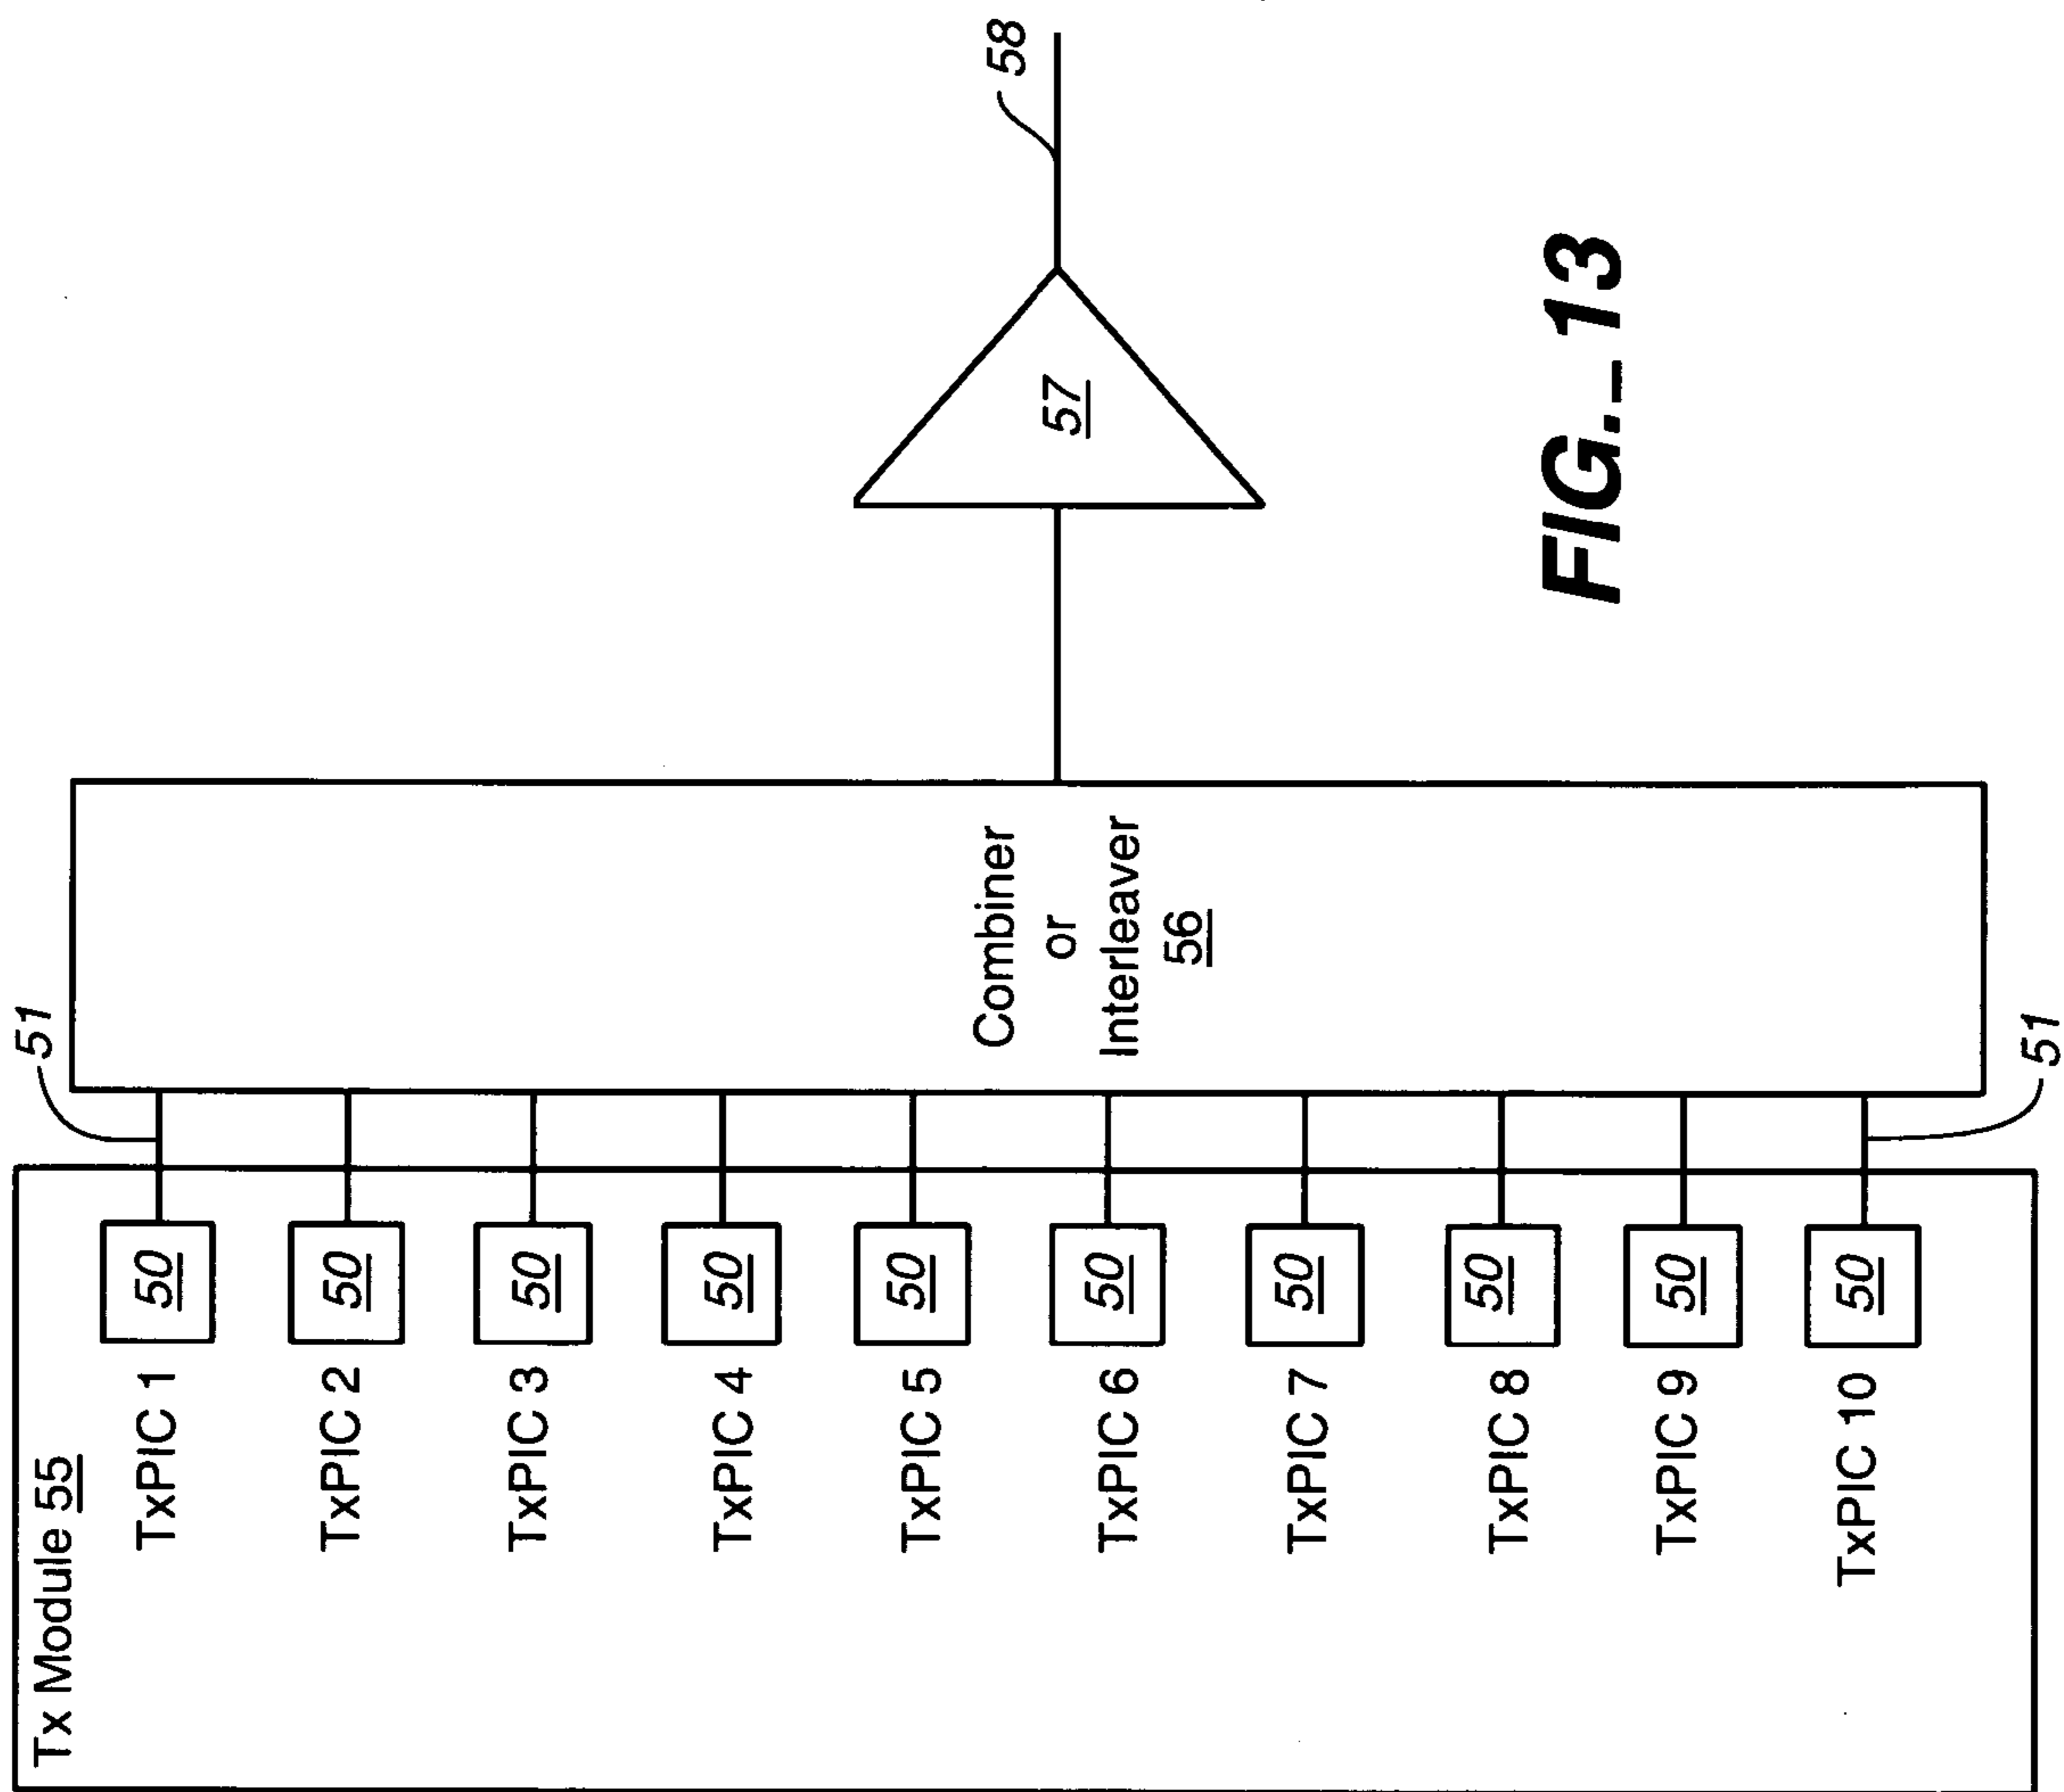 Tx Module 55
TxPIC 1
50
51
TxPIC 2
50
TxPIC 3
50
TxPIC 4
50
TxPIC 5
50
TxPIC 6
50
TxPIC 7
50
TxPIC 8
50
TxPIC 9
50
TxPIC 10
50
51
Combiner
or
Interleaver
56
57
58
FIG._13